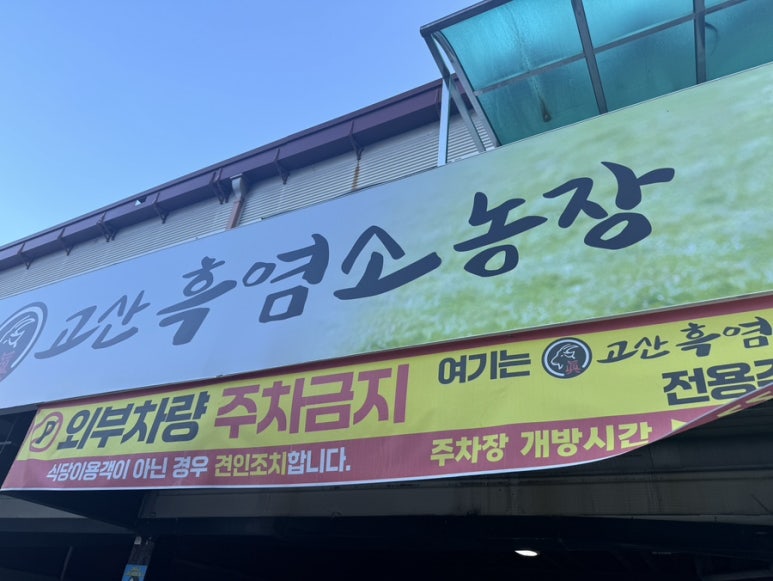 고산 흑염소 농장
외부차량 주차금지
식당이용객이 아닌 경우 견인조치합니다.
여기는 고산 흑염
전용
주차장 개방시간